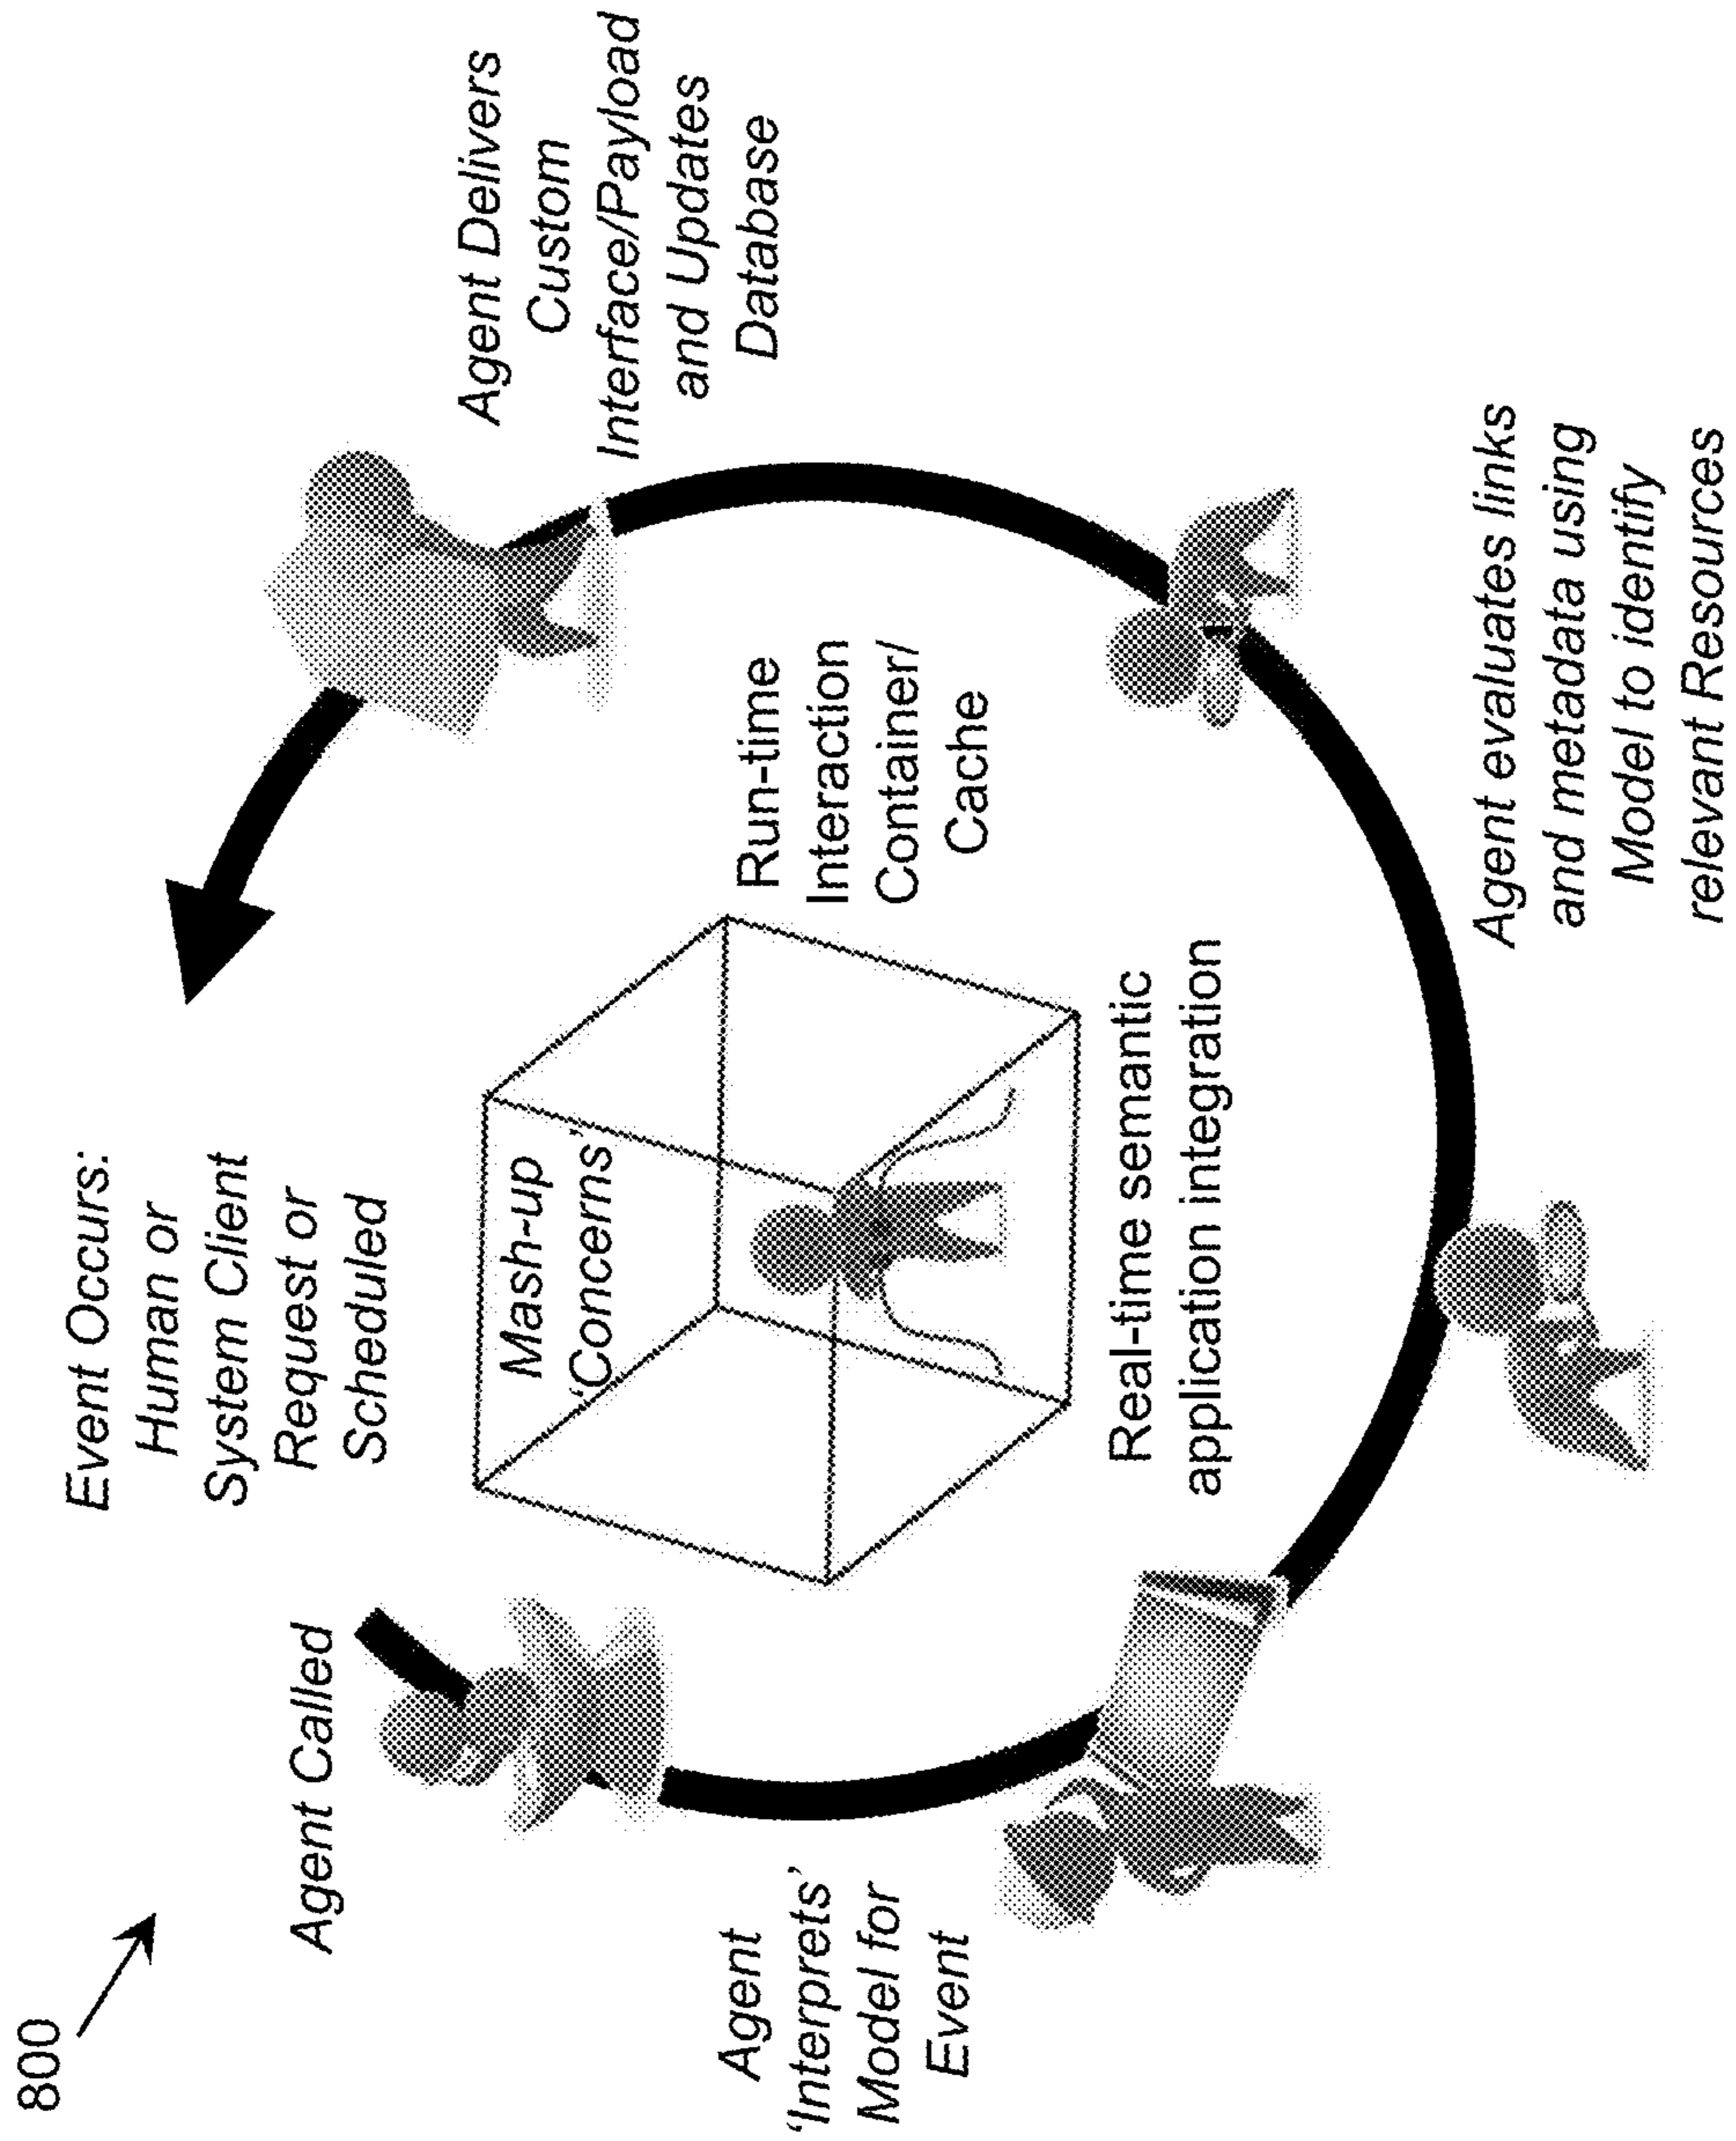 800
Event Occurs:
Human or
System Client
Request or
Scheduled
Agent Called
Agent Delivers
Custom
Interface/Payload
and Updates
Database
Mash-up
‘Concerns’
Run-time
Interaction
Container/
Cache
Agent
‘Interprets’
Model for
Event
Real-time semantic
application integration
Agent evaluates links
and metadata using
Model to identify
relevant Resources